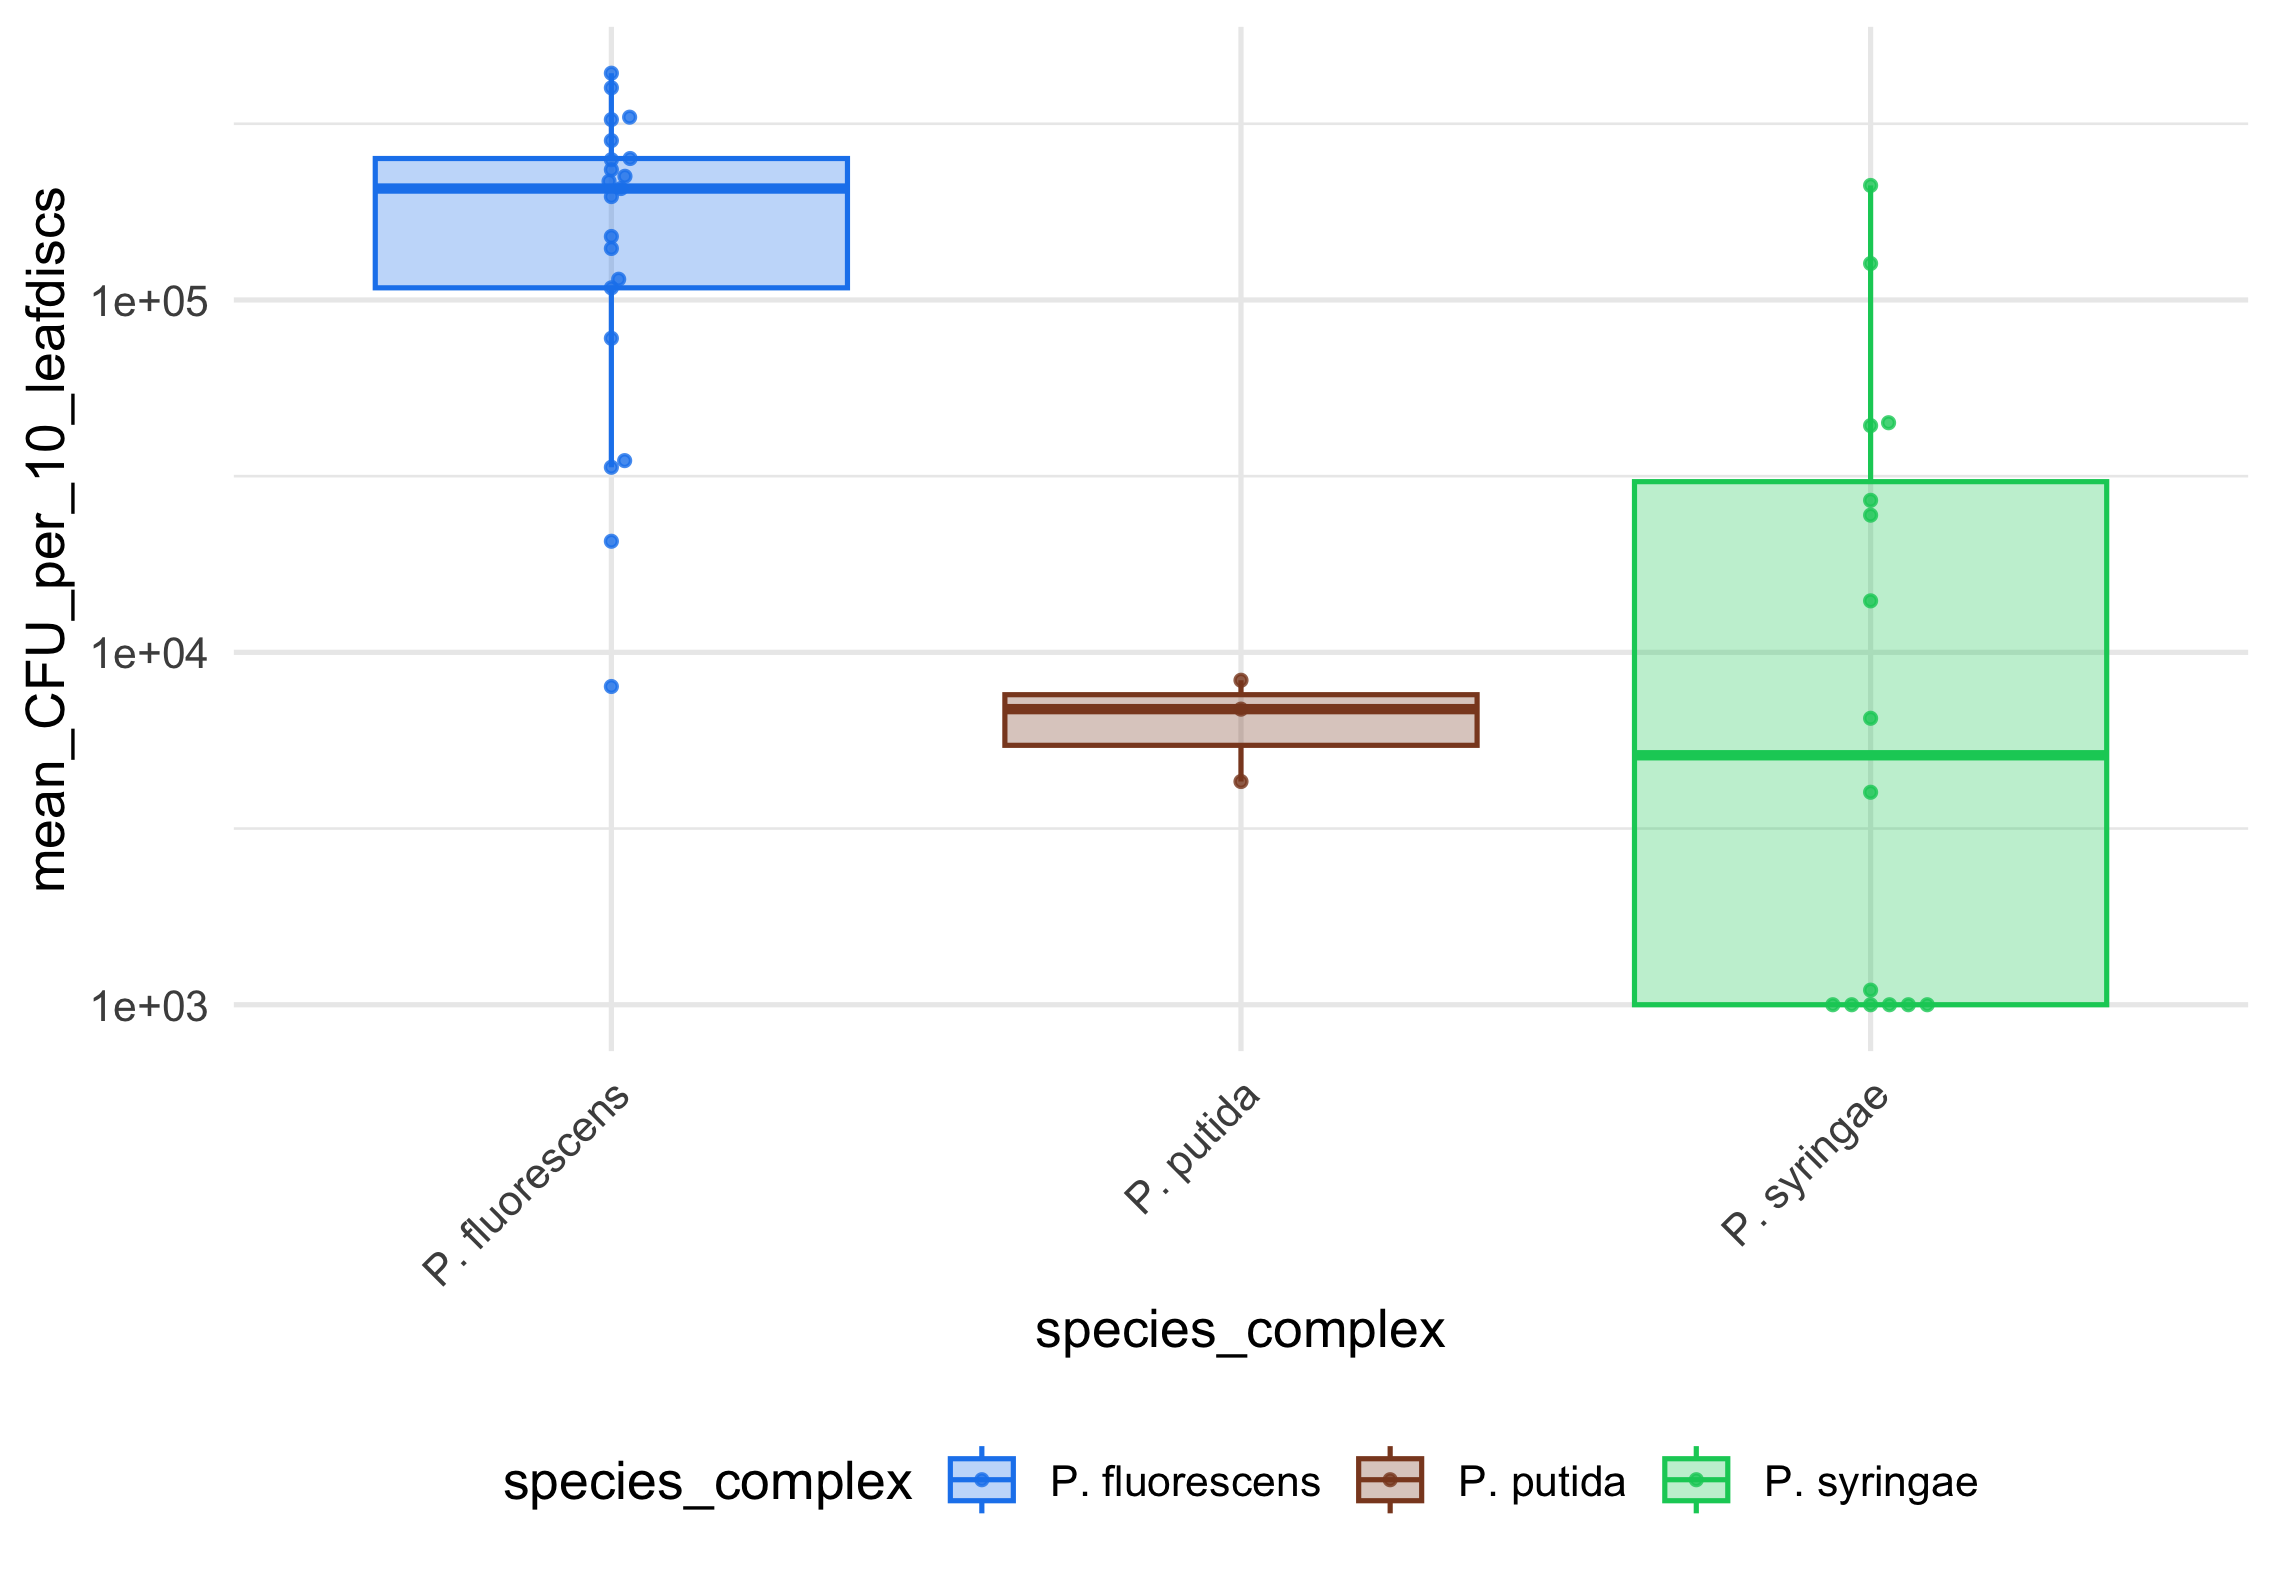 mean_CFU_per_10_leafdiscs
1e+05
1e+04
1e+03
P. fluorescens
P. putida
P. syringae
species_complex
species_complex P. fluorescens P. putida P. syringae